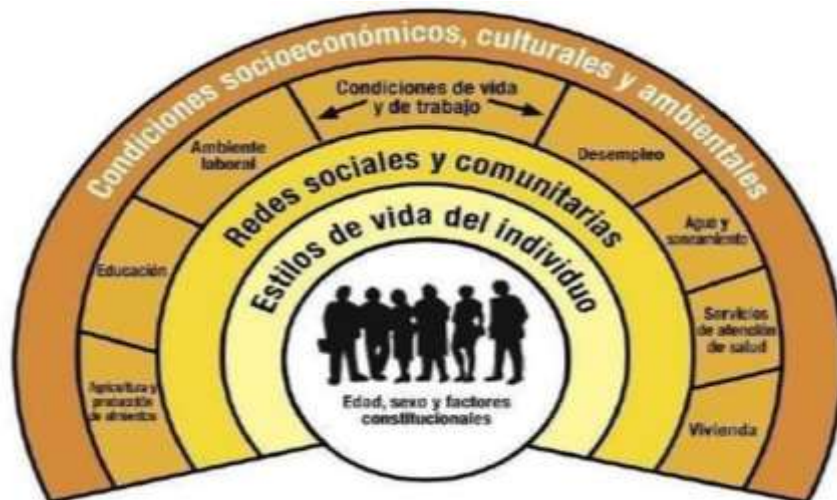 Condiciones socioeconómicos, culturales y ambientales
Condiciones de vida
y de trabajo
Ambiente
laboral
Desempleo
Educación
Agua y
saneamiento
Agricultura y
producción
de alimentos
Servicios
de atención
de salud
Vivienda
Redes sociales y comunitarias
Estilos de vida del individuo
Edad, sexo y factores
constitucionales